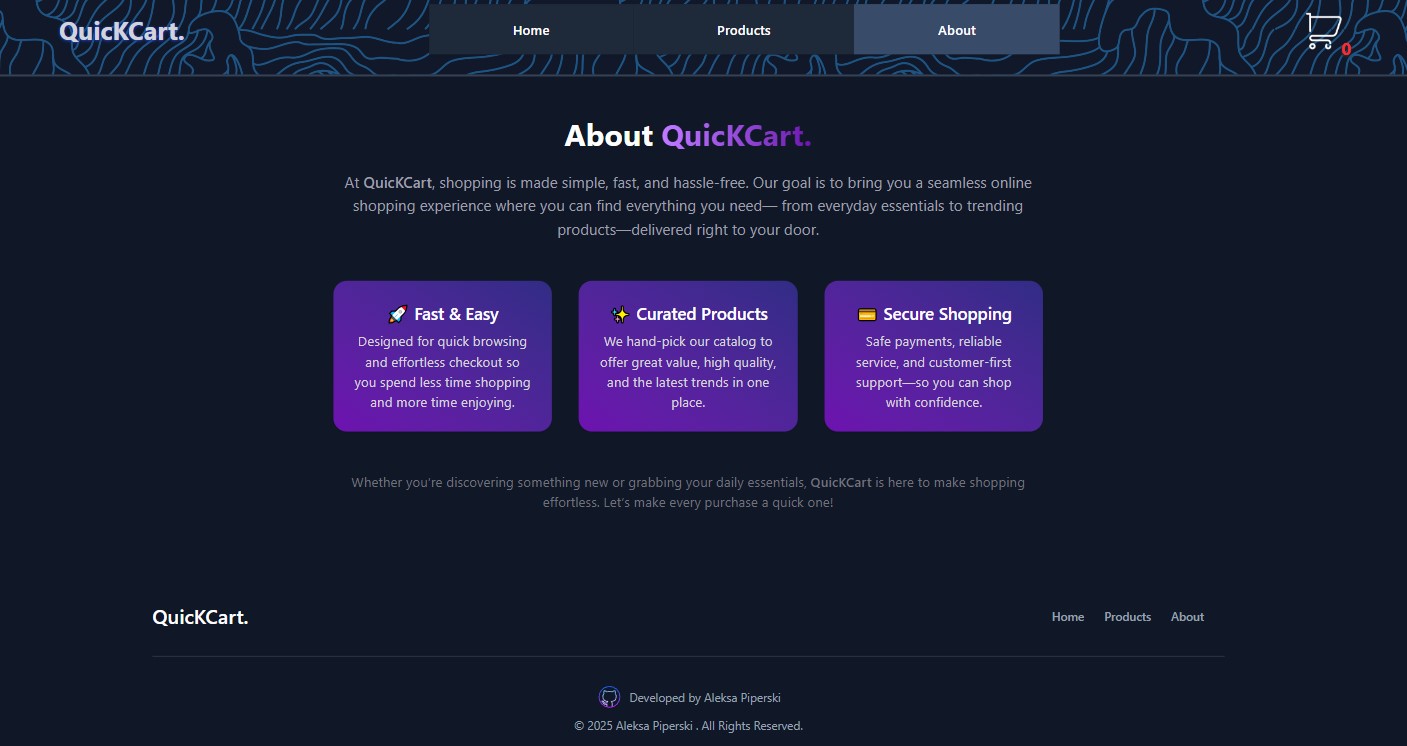 QuicKCart.
Home
Products
About
0
About QuicKCart.
At QuicKCart, shopping is made simple, fast, and hassle-free. Our goal is to bring you a seamless online
shopping experience where you can find everything you need— from everyday essentials to trending
products—delivered right to your door.
🚀 Fast & Easy
Designed for quick browsing
and effortless checkout so
you spend less time shopping
and more time enjoying.
✨ Curated Products
We hand-pick our catalog to
offer great value, high quality,
and the latest trends in one
place.
💳 Secure Shopping
Safe payments, reliable
service, and customer-first
support—so you can shop
with confidence.
Whether you’re discovering something new or grabbing your daily essentials, QuicKCart is here to make shopping
effortless. Let’s make every purchase a quick one!
QuicKCart.
Home
Products
About
Developed by Aleksa Piperski
© 2025 Aleksa Piperski . All Rights Reserved.